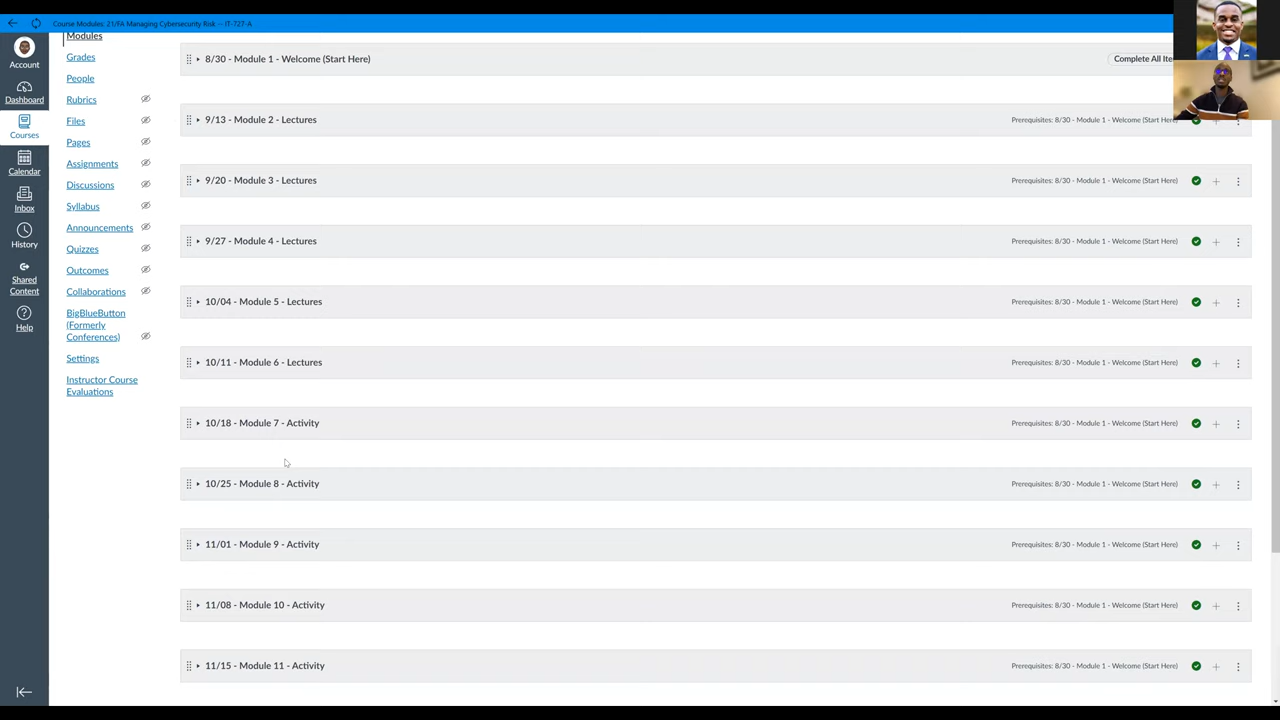 Course Modules: 21/FA Managing Cybersecurity Risk -- IT-727-A
Account
Dashboard
Courses
Calendar
Inbox
History
Shared
Content
Help
Modules
Grades
People
Rubrics
Files
Pages
Assignments
Discussions
Syllabus
Announcements
Quizzes
Outcomes
Collaborations
BigBlueButton
(Formerly
Conferences)
Settings
Instructor Course
Evaluations
8/30 - Module 1 - Welcome (Start Here)
Complete All
9/13 - Module 2 - Lectures
Prerequisites: 8/30 - Module 1 - Welcome (Start Here)
9/20 - Module 3 - Lectures
Prerequisites: 8/30 - Module 1 - Welcome (Start Here)
9/27 - Module 4 - Lectures
Prerequisites: 8/30 - Module 1 - Welcome (Start Here)
10/04 - Module 5 - Lectures
Prerequisites: 8/30 - Module 1 - Welcome (Start Here)
10/11 - Module 6 - Lectures
Prerequisites: 8/30 - Module 1 - Welcome (Start Here)
10/18 - Module 7 - Activity
Prerequisites: 8/30 - Module 1 - Welcome (Start Here)
10/25 - Module 8 - Activity
Prerequisites: 8/30 - Module 1 - Welcome (Start Here)
11/01 - Module 9 - Activity
Prerequisites: 8/30 - Module 1 - Welcome (Start Here)
11/08 - Module 10 - Activity
Prerequisites: 8/30 - Module 1 - Welcome (Start Here)
11/15 - Module 11 - Activity
Prerequisites: 8/30 - Module 1 - Welcome (Start Here)